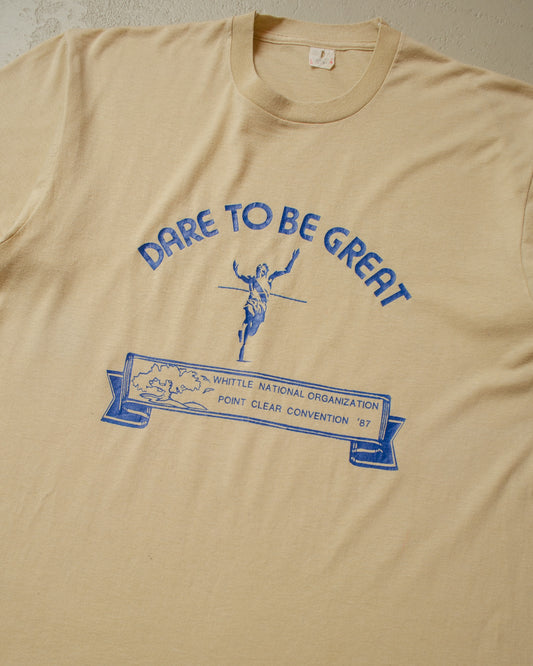 DARE TO BE GREAT
WHITTLE NATIONAL ORGANIZATION
POINT CLEAR CONVENTION '87